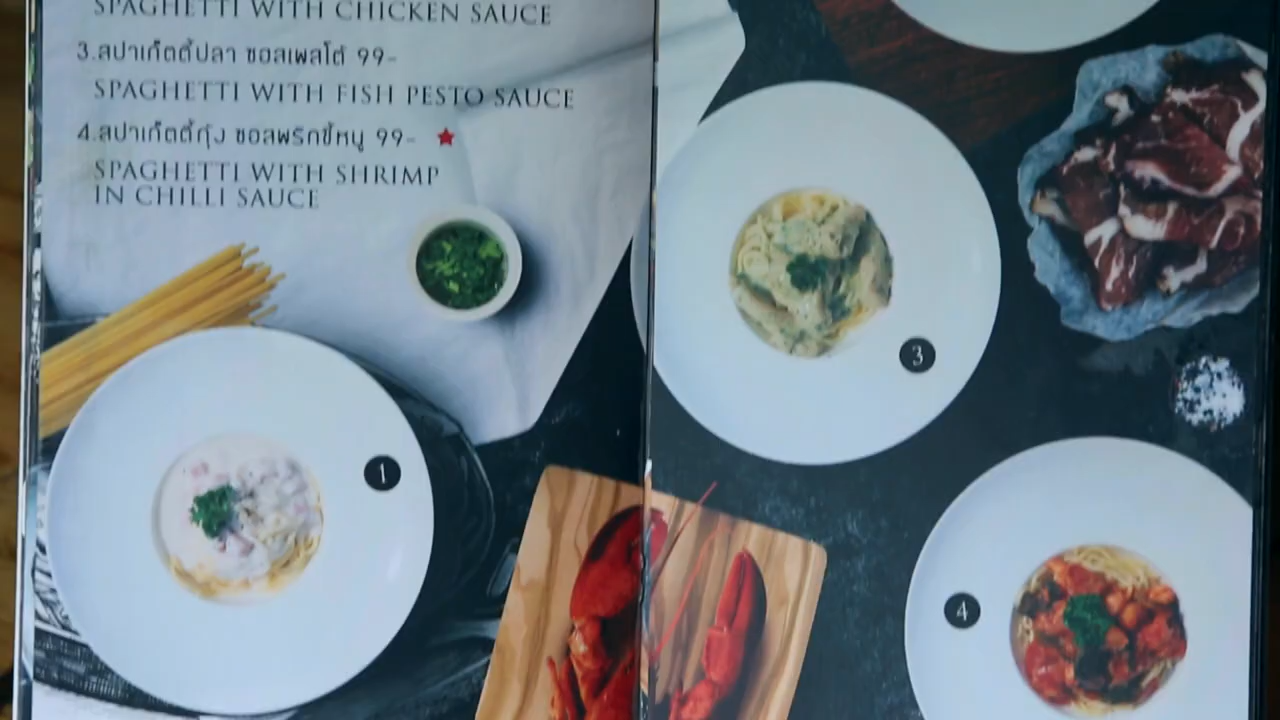 SPAGHETTI WITH CHICKEN SAUCE
3.สปาเก็ตตี้ปลา ซอสเพสโต้ 99-
SPAGHETTI WITH FISH PESTO SAUCE
4.สปาเก็ตตี้กุ้ง ซอสพริกขี้หนู 99-
SPAGHETTI WITH SHRIMP
IN CHILLI SAUCE
3
1
4